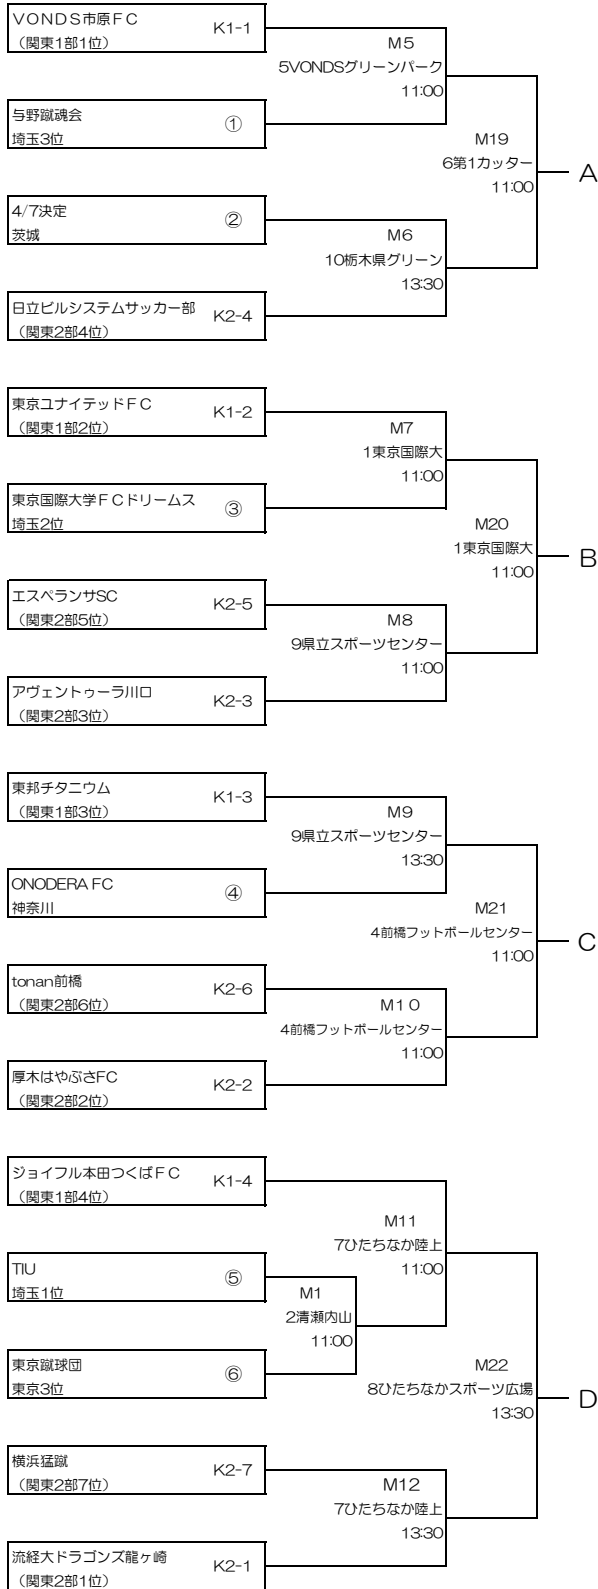 VONDS市原FC
K1-1
（関東1部1位）
M5
5VONDSグリーンパーク
11:00
与野蹴魂会
①
埼玉3位
M19
6第1カッター
11:00
A
4/7決定
②
茨城
M6
10栃木県グリーン
13:30
日立ビルシステムサッカー部
K2-4
（関東2部4位）
東京ユナイテッドFC
K1-2
（関東1部2位）
M7
1東京国際大
11:00
東京国際大学FCドリームス
③
埼玉2位
M20
1東京国際大
11:00
B
エスペランサSC
K2-5
（関東2部5位）
M8
9県立スポーツセンター
11:00
アヴェントゥーラ川口
K2-3
（関東2部3位）
東邦チタニウム
K1-3
（関東1部3位）
M9
9県立スポーツセンター
13:30
ONODERA FC
④
神奈川
M21
4前橋フットボールセンター
11:00
C
tonan前橋
K2-6
（関東2部6位）
M10
4前橋フットボールセンター
11:00
厚木はやぶさFC
K2-2
（関東2部2位）
ジョイフル本田つくばFC
K1-4
（関東1部4位）
M11
7ひたちなか陸上
11:00
TIU
⑤
埼玉1位
M1
2清瀬内山
11:00
東京蹴球団
⑥
東京3位
M22
8ひたちなかスポーツ広場
13:30
D
横浜猛蹴
K2-7
（関東2部7位）
M12
7ひたちなか陸上
13:30
流経大ドラゴンズ龍ヶ崎
K2-1
（関東2部1位）